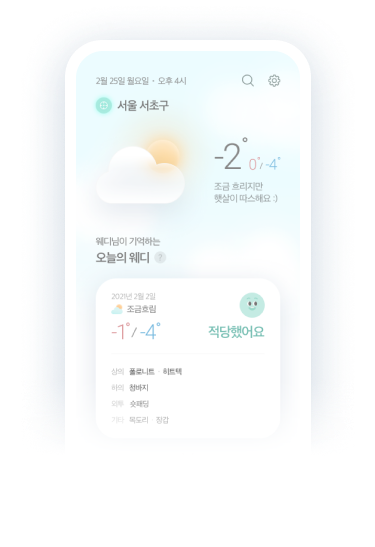 2월 25일 월요일 · 오후 4시
서울 서초구
-2°
0°/-4°
조금 흐리지만
햇살이 따스해요 :)
웨디님이 기억하는
오늘의 웨디 ?
2021년 2월 2일
조금흐림
-1°/-4°
적당했어요
상의 폴로니트 · 히트텍
하의 청바지
외투 숏패딩
기타 목도리 · 장갑